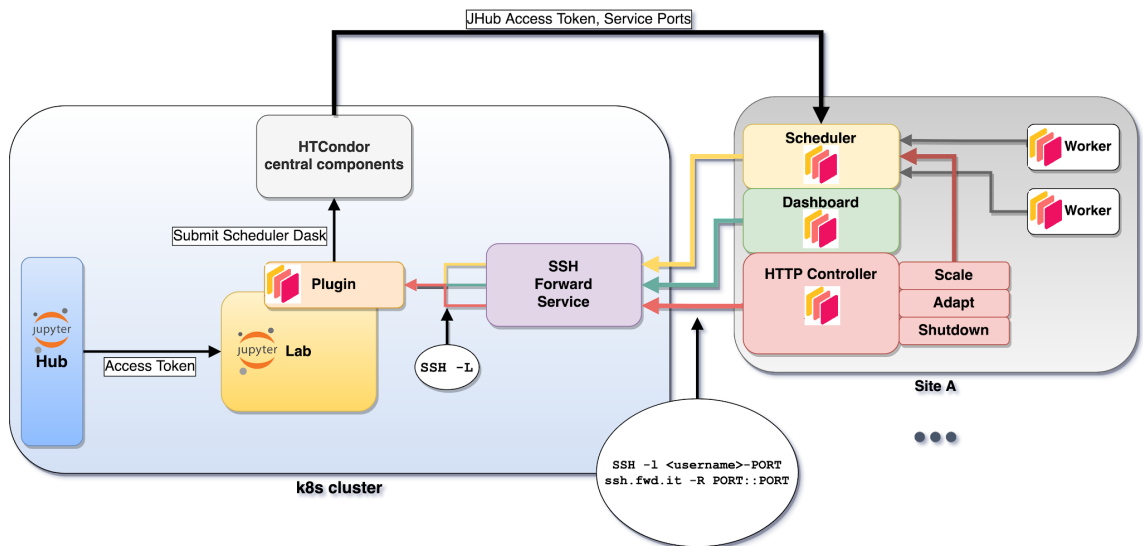 JHub Access Token, Service Ports
HTCondor
central components
Submit Scheduler Dask
Plugin
jupyter
Hub
Access Token
jupyter
Lab
SSH -L
SSH
Forward
Service
Scheduler
Dashboard
HTTP Controller
Scale
Adapt
Shutdown
Worker
Worker
Site A
SSH -l <username>-PORT
ssh.fwd.it -R PORT::PORT
k8s cluster